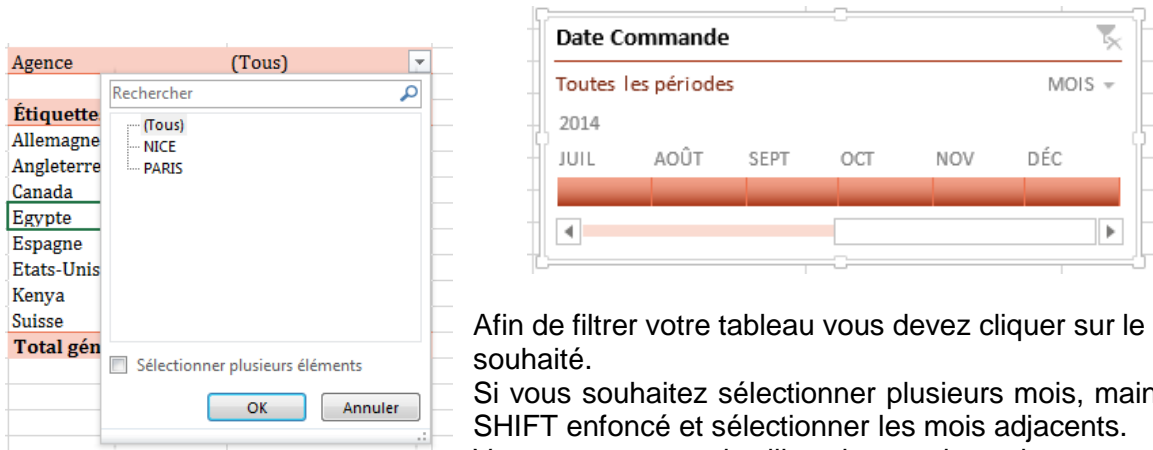 Agence (Tous)
Rechercher
(Tous)
NICE
PARIS
Étiquette
Allemagne
Angleterre
Canada
Egypte
Espagne
Etats-Unis
Kenya
Suisse
Total gén
Sélectionner plusieurs éléments
OK Annuler
Date Commande
Toutes les périodes MOIS
2014
JUIL AOÛT SEPT OCT NOV DÉC
Afin de filtrer votre tableau vous devez cliquer sur le
souhaité.
Si vous souhaitez sélectionner plusieurs mois, main
SHIFT enfoncé et sélectionner les mois adjacents.